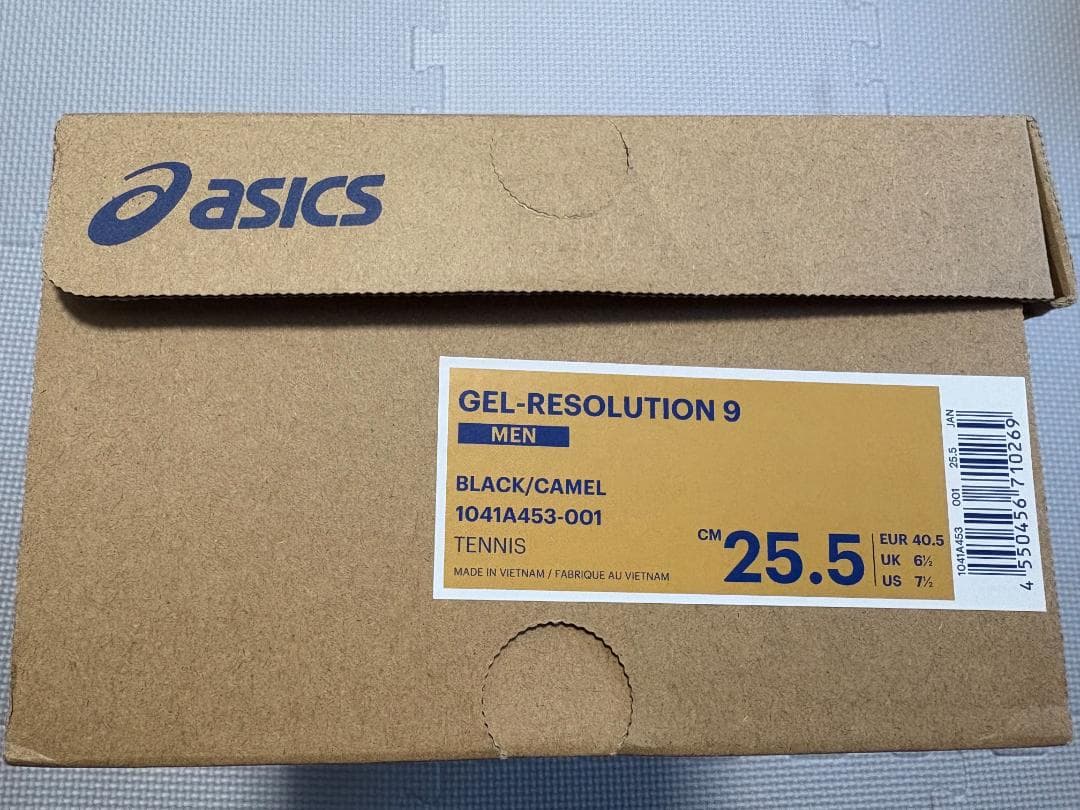 asics
GEL-RESOLUTION 9
MEN
BLACK/CAMEL
1041A453-001
TENNIS
MADE IN VIETNAM / FABRIQUE AU VIETNAM
CM 25.5
EUR 40.5
UK 6½
US 7½
1041A453 001 25.5 JAN
4 550456 710269